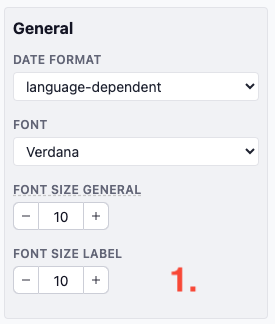 General
DATE FORMAT
language-dependent
FONT
Verdana
FONT SIZE GENERAL
− 10 +
FONT SIZE LABEL
− 10 +
1.